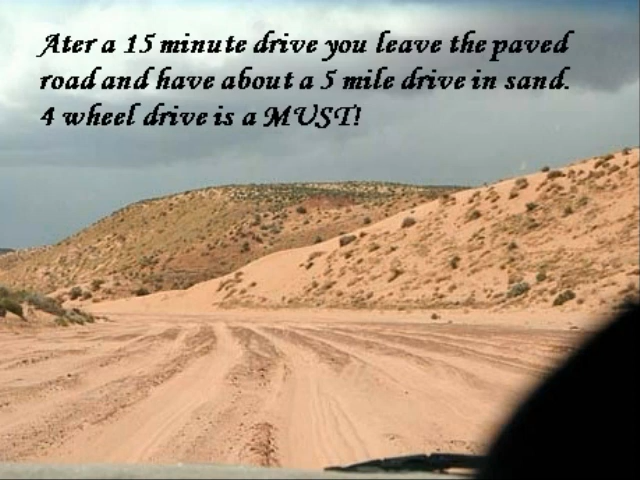 Ater a 15 minute drive you leave the paved
road and have about a 5 mile drive in sand.
4 wheel drive is a MUST!